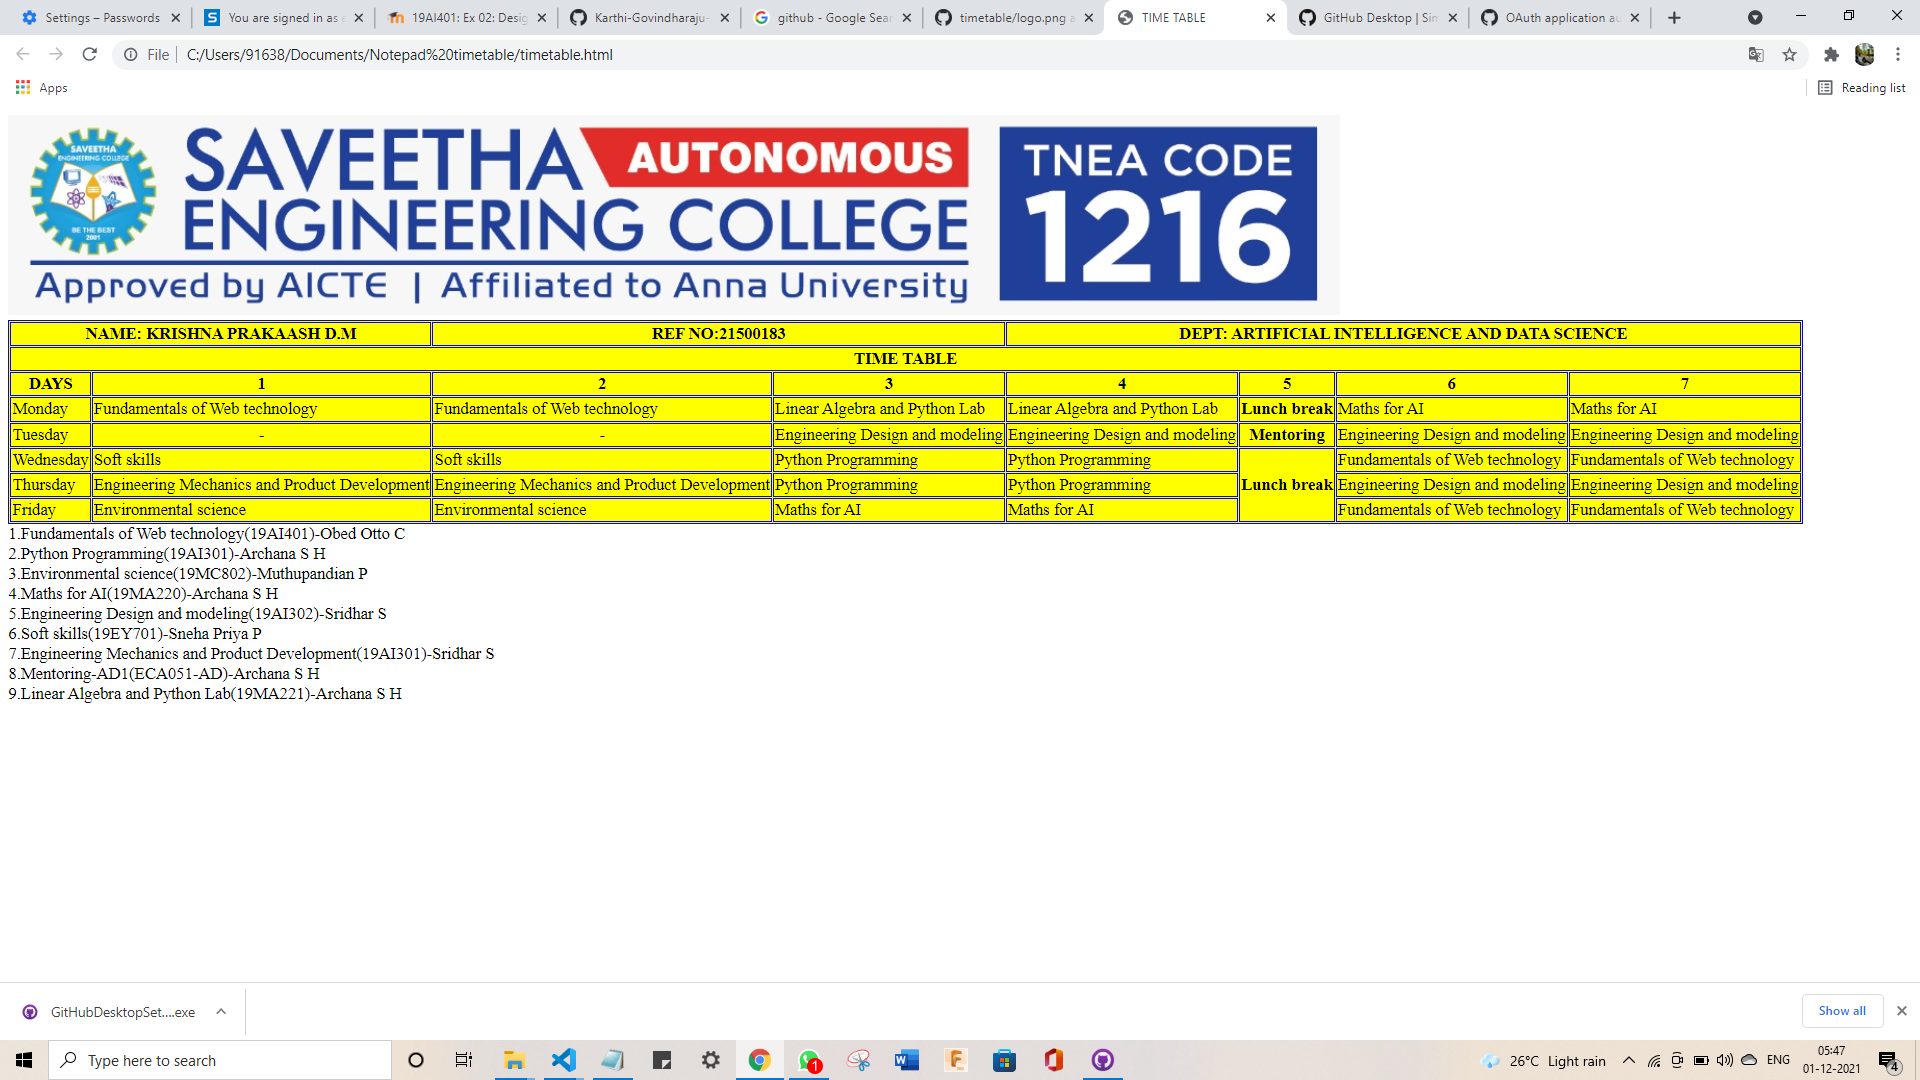 Settings – Passwords
You are signed in as
19AI401: Ex 02: Desig
Karthi-Govindharaju-
github - Google Sear
timetable/logo.png a
TIME TABLE
GitHub Desktop | Sim
OAuth application au
File C:/Users/91638/Documents/Notepad%20timetable/timetable.html
Apps Reading list
SAVEETHA ENGINEERING COLLEGE
BE THE BEST
2001
SAVEETHA AUTONOMOUS
ENGINEERING COLLEGE
Approved by AICTE | Affiliated to Anna University
TNEA CODE
1216
NAME: KRISHNA PRAKAASH D.M REF NO:21500183 DEPT: ARTIFICIAL INTELLIGENCE AND DATA SCIENCE
TIME TABLE
DAYS 1 2 3 4 5 6 7
Monday Fundamentals of Web technology Fundamentals of Web technology Linear Algebra and Python Lab Linear Algebra and Python Lab Lunch break Maths for AI Maths for AI
Tuesday - - Engineering Design and modeling Engineering Design and modeling Mentoring Engineering Design and modeling Engineering Design and modeling
Wednesday Soft skills Soft skills Python Programming Python Programming Fundamentals of Web technology Fundamentals of Web technology
Thursday Engineering Mechanics and Product Development Engineering Mechanics and Product Development Python Programming Python Programming Lunch break Engineering Design and modeling Engineering Design and modeling
Friday Environmental science Environmental science Maths for AI Maths for AI Fundamentals of Web technology Fundamentals of Web technology
1.Fundamentals of Web technology(19AI401)-Obed Otto C
2.Python Programming(19AI301)-Archana S H
3.Environmental science(19MC802)-Muthupandian P
4.Maths for AI(19MA220)-Archana S H
5.Engineering Design and modeling(19AI302)-Sridhar S
6.Soft skills(19EY701)-Sneha Priya P
7.Engineering Mechanics and Product Development(19AI301)-Sridhar S
8.Mentoring-AD1(ECA051-AD)-Archana S H
9.Linear Algebra and Python Lab(19MA221)-Archana S H
GitHubDesktopSet....exe Show all
Type here to search
1
26°C Light rain
ENG
05:47
01-12-2021
4